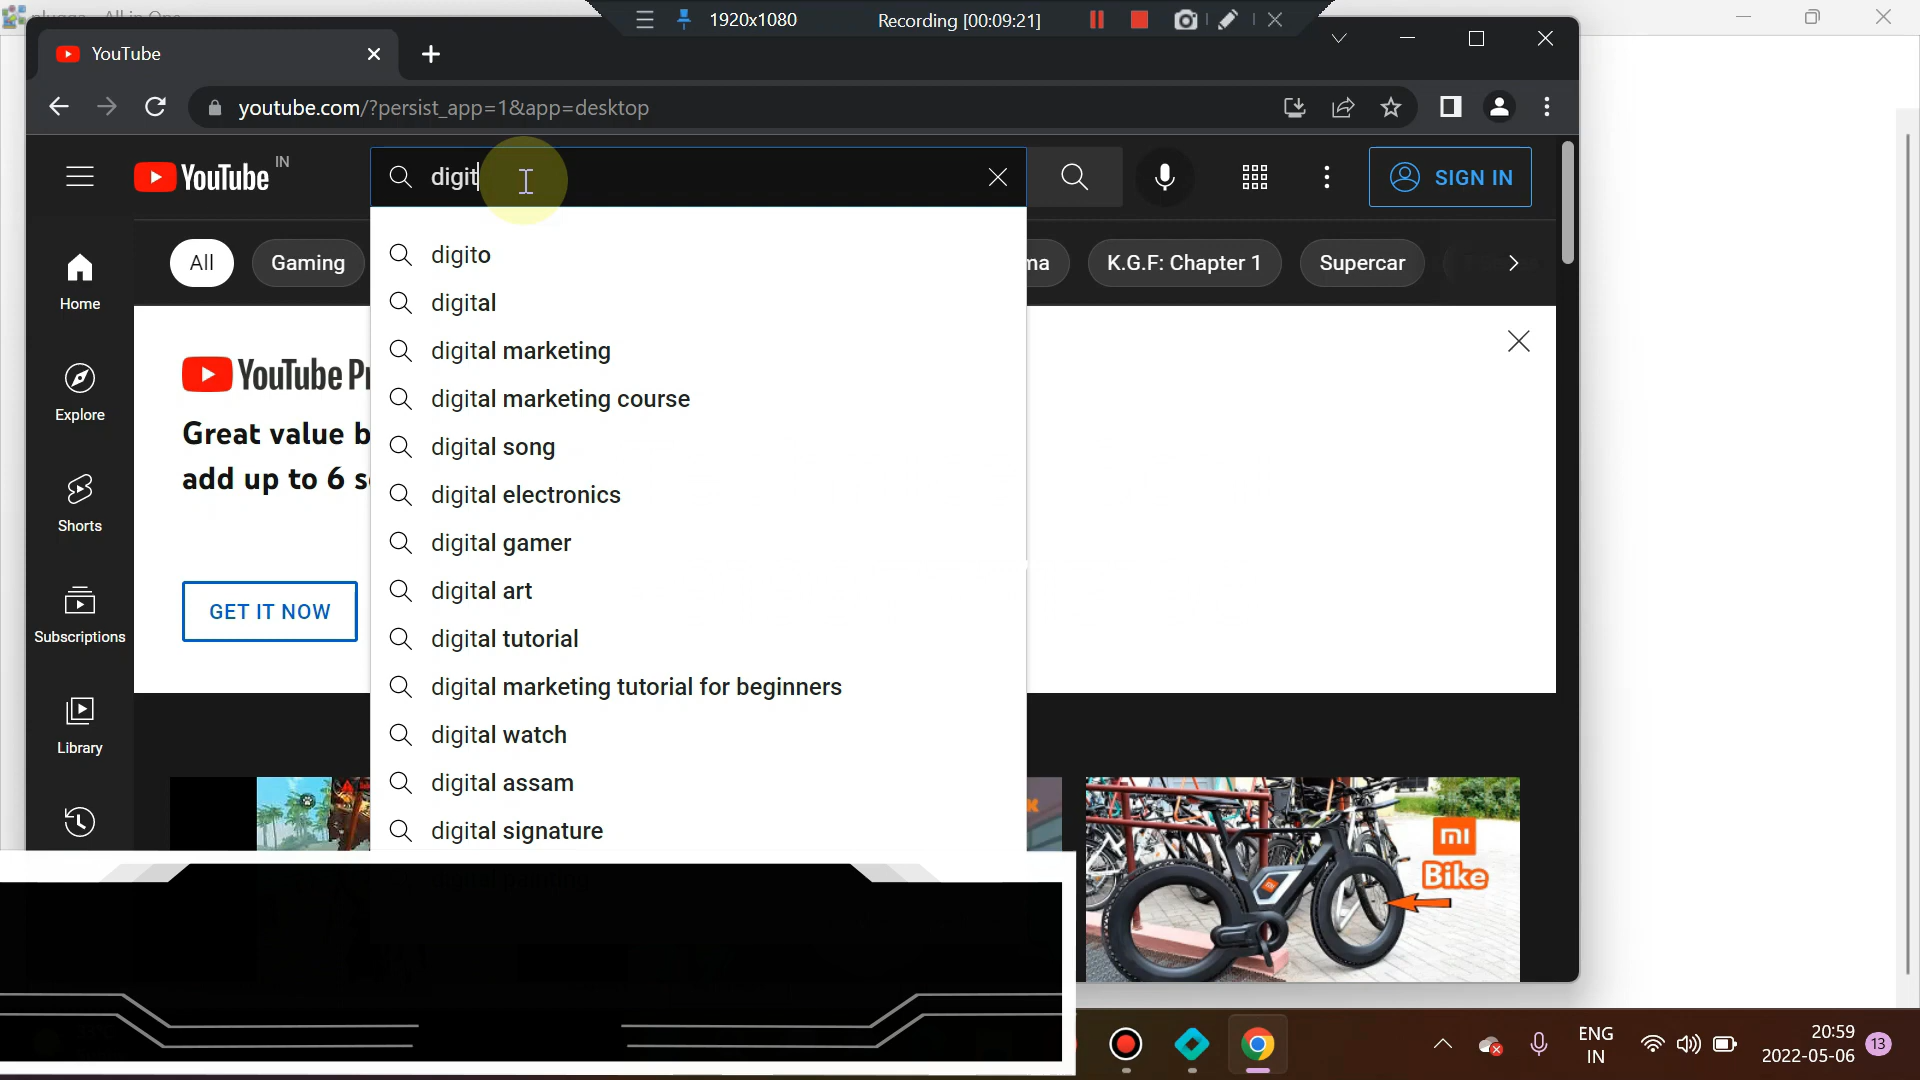 1920x1080
Recording [00:09:21]
YouTube
youtube.com/?persist_app=1&app=desktop
YouTube IN
digit
SIGN IN
All
Gaming
ma
K.G.F: Chapter 1
Supercar
Home
Explore
Shorts
Subscriptions
Library
YouTube Pr
Great value b
add up to 6 s
GET IT NOW
digito
digital
digital marketing
digital marketing course
digital song
digital electronics
digital gamer
digital art
digital tutorial
digital marketing tutorial for beginners
digital watch
digital assam
digital signature
mi
Bike
ENG
IN
20:59
2022-05-06
13